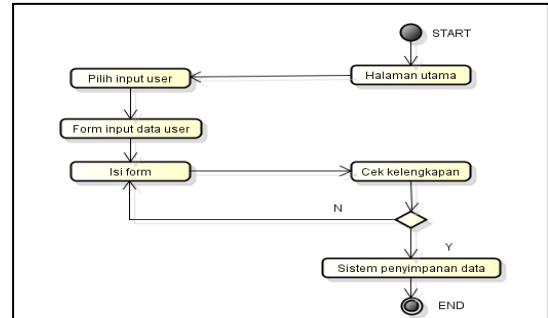 START
Halaman utama
Pilih input user
Form input data user
Isi form
Cek kelengkapan
N
Y
Sistem penyimpanan data
END